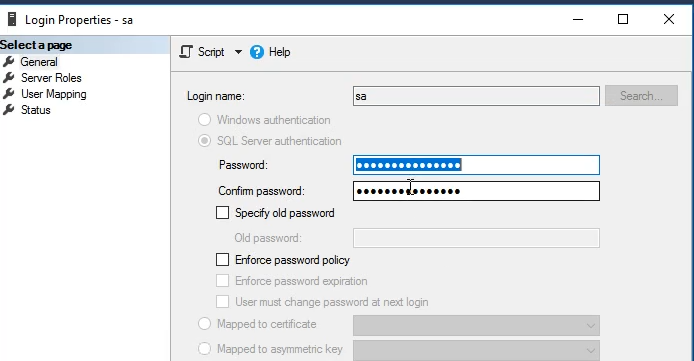 Login Properties - sa
Select a page
General
Server Roles
User Mapping
Status
Script
Help
Login name:
sa
Search...
Windows authentication
SQL Server authentication
Password:
●●●●●●●●●●●●●●●
Confirm password:
●●●●●●●●●●●●●●●
Specify old password
Old password:
Enforce password policy
Enforce password expiration
User must change password at next login
Mapped to certificate
Mapped to asymmetric key